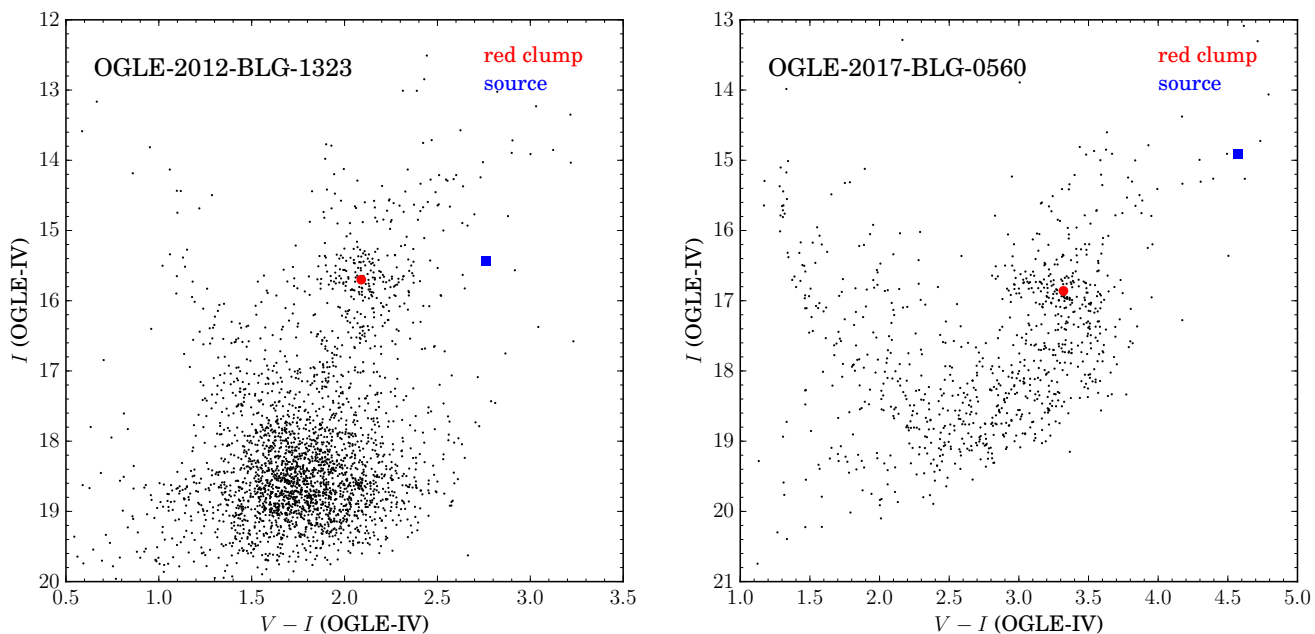 OGLE-2012-BLG-1323
red clump
source
12
13
14
15
16
17
18
19
20
I (OGLE-IV)
0.5 1.0 1.5 2.0 2.5 3.0 3.5
V − I (OGLE-IV)
OGLE-2017-BLG-0560
red clump
source
13
14
15
16
17
18
19
20
21
I (OGLE-IV)
1.0 1.5 2.0 2.5 3.0 3.5 4.0 4.5 5.0
V − I (OGLE-IV)